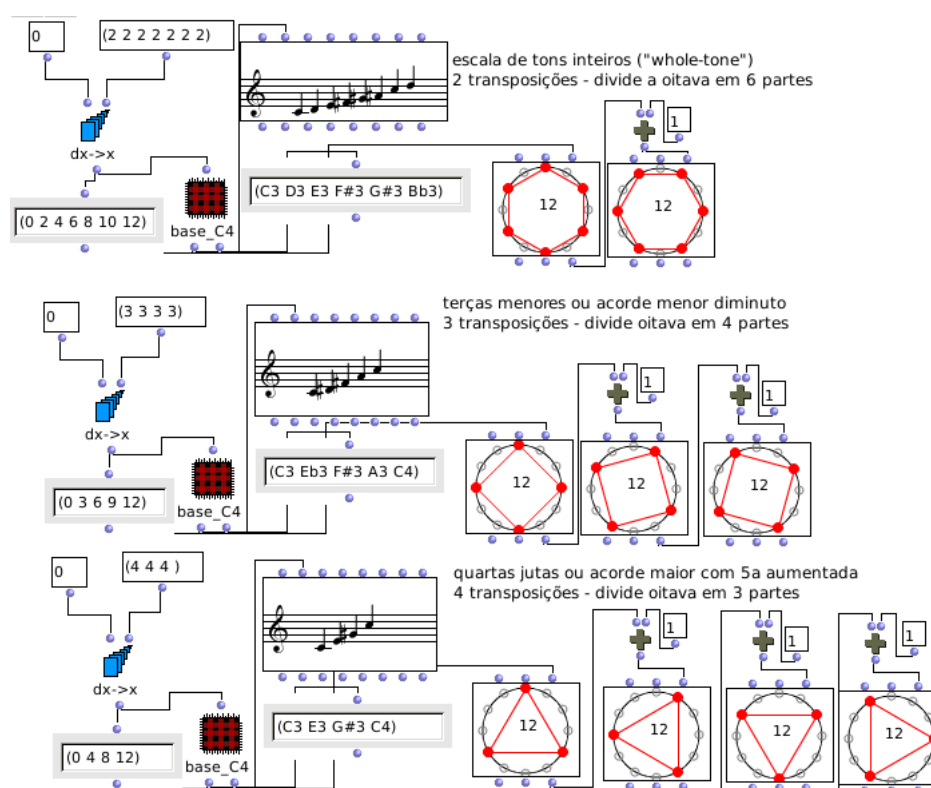 0
(2 2 2 2 2 2 2)
escala de tons inteiros ("whole-tone")
2 transposições - divide a oitava em 6 partes
1
dx->x
(C3 D3 E3 F#3 G#3 Bb3)
12
12
(0 2 4 6 8 10 12)
base_C4
0
(3 3 3 3)
terças menores ou acorde menor diminuto
3 transposições - divide oitava em 4 partes
1
1
dx->x
(C3 Eb3 F#3 A3 C4)
12
12
12
(0 3 6 9 12)
base_C4
0
(4 4 4 )
quartas jutas ou acorde maior com 5a aumentada
4 transposições - divide oitava em 3 partes
1
1
1
dx->x
(C3 E3 G#3 C4)
12
12
12
12
(0 4 8 12)
base_C4